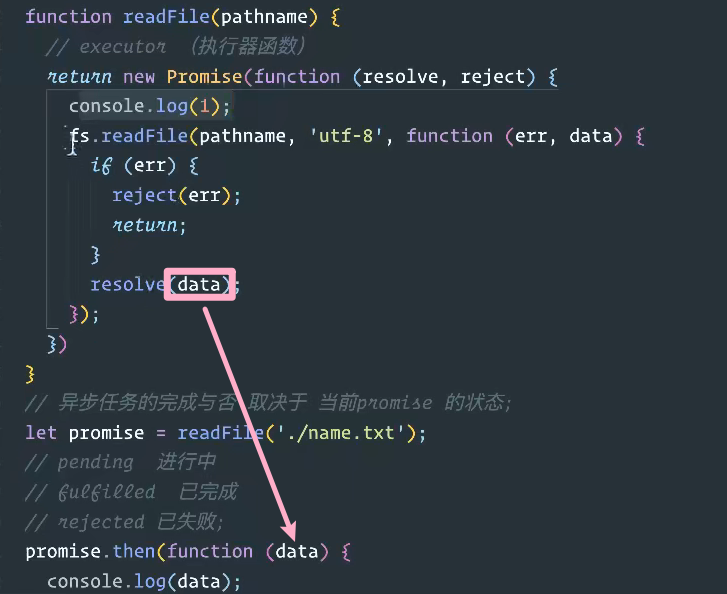 function readFile(pathname) {
// executor （执行器函数）
return new Promise(function (resolve, reject) {
console.log(1);
fs.readFile(pathname, 'utf-8', function (err, data) {
if (err) {
reject(err);
return;
}
resolve(data);
});
})
}
// 异步任务的完成与否 取决于 当前promise 的状态;
let promise = readFile('./name.txt');
// pending 进行中
// fulfilled 已完成
// rejected 已失败;
promise.then(function (data) {
console.log(data);